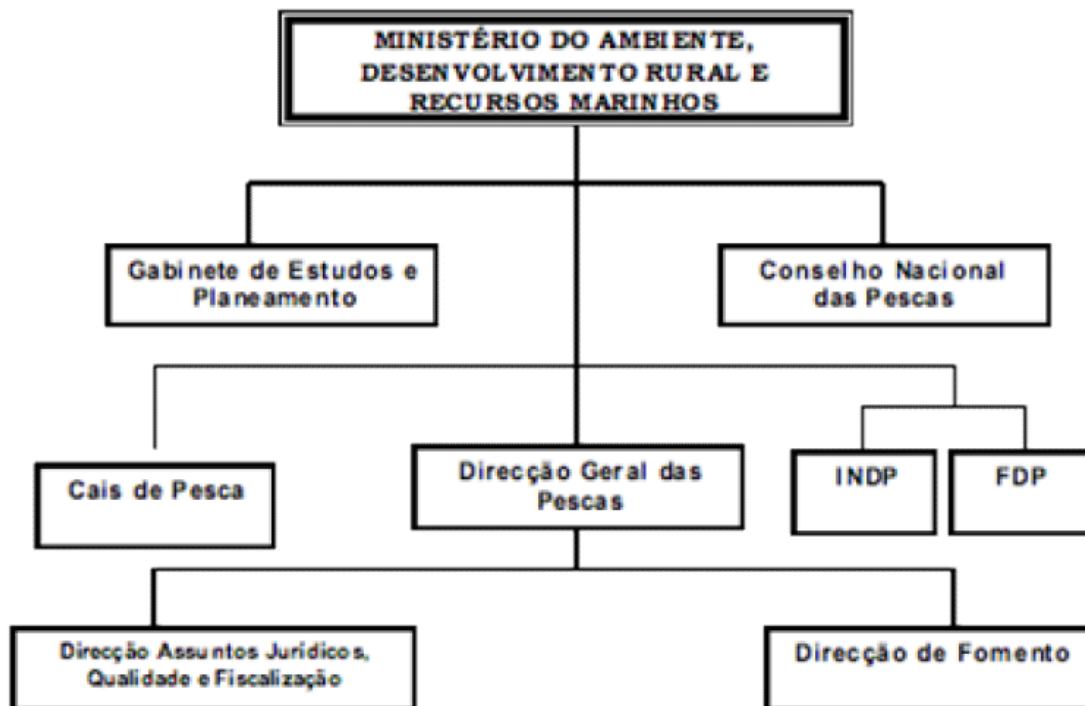 MINISTÉRIO DO AMBIENTE,
DESENVOLVIMENTO RURAL E
RECURSOS MARINHOS
Gabinete de Estudos e
Planeamento
Conselho Nacional
das Pescas
Cais de Pesca
Direcção Geral das
Pescas
INDP
FDP
Direcção Assuntos Jurídicos,
Qualidade e Fiscalização
Direcção de Fomento